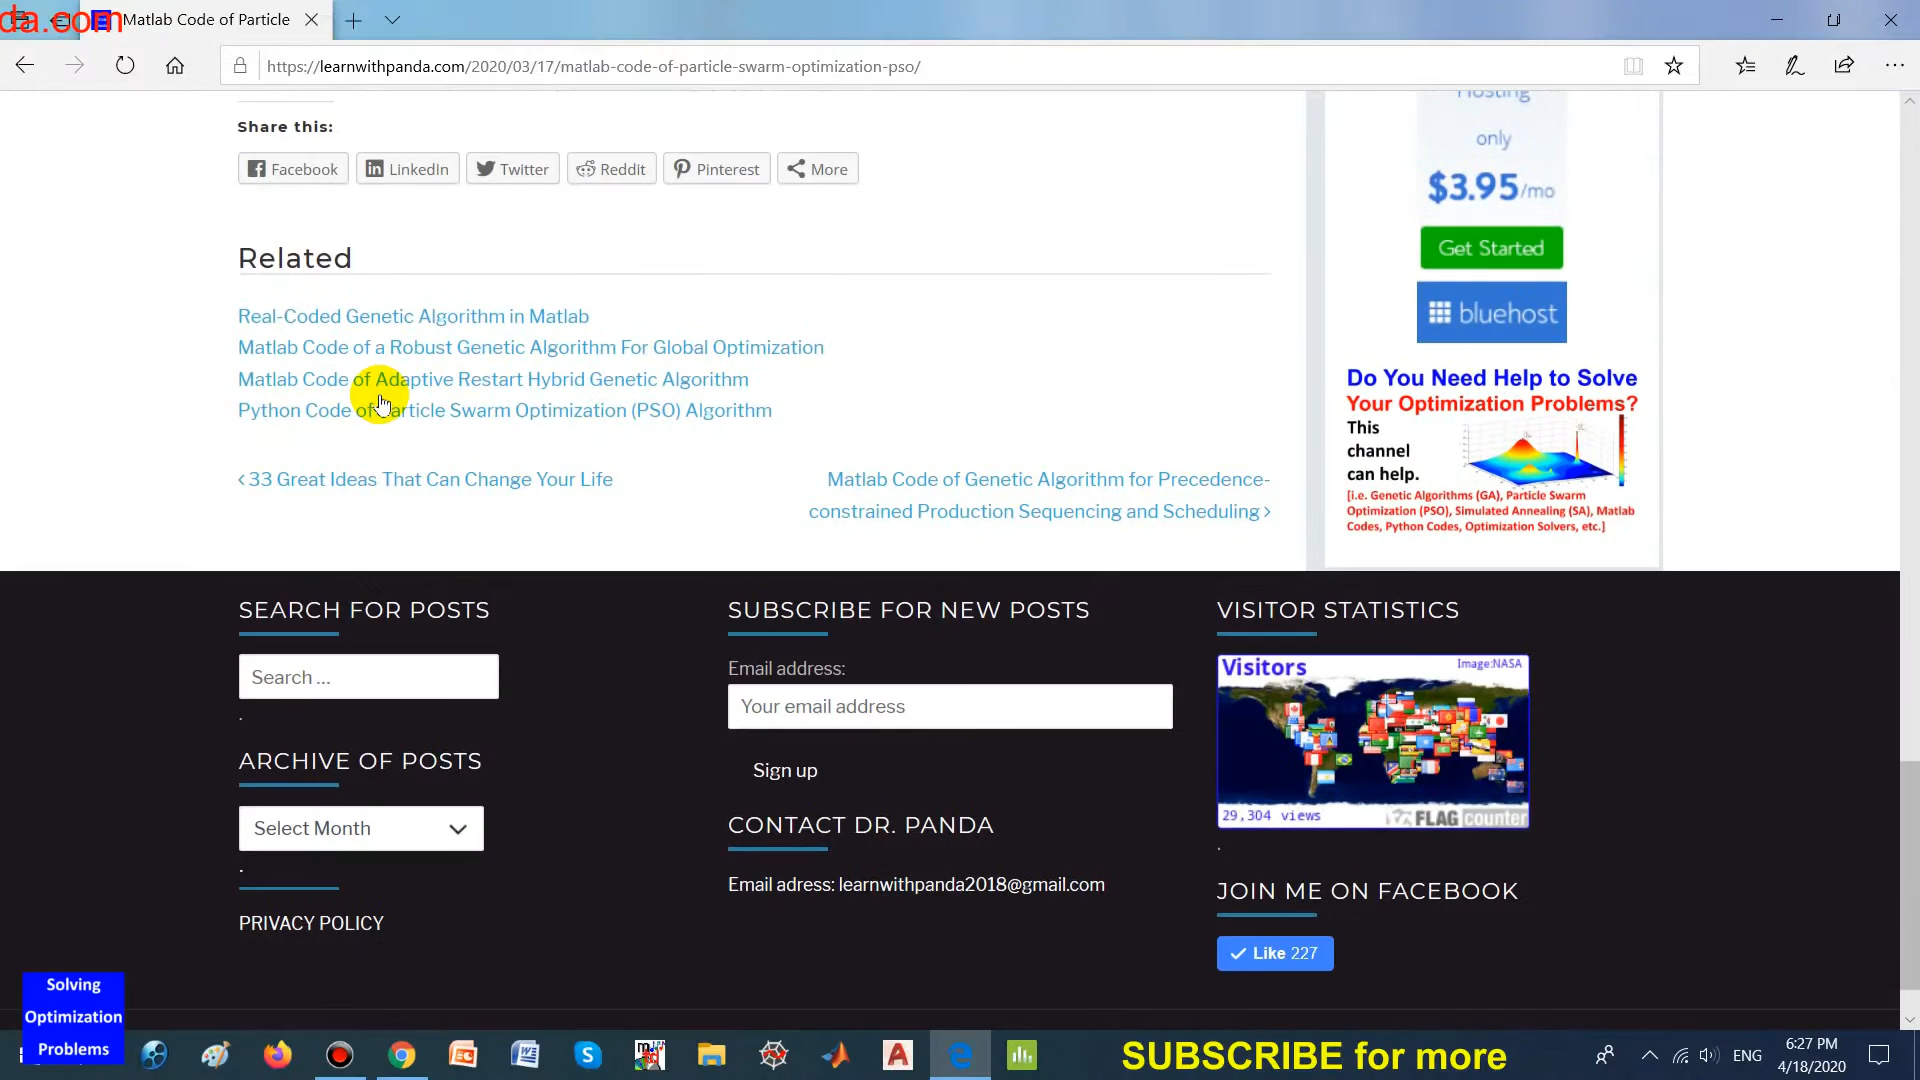 da.com
Matlab Code of Particle
https://learnwithpanda.com/2020/03/17/matlab-code-of-particle-swarm-optimization-pso/
Share this:
Facebook
LinkedIn
Twitter
Reddit
Pinterest
More
Related
Real-Coded Genetic Algorithm in Matlab
Matlab Code of a Robust Genetic Algorithm For Global Optimization
Matlab Code of Adaptive Restart Hybrid Genetic Algorithm
Python Code of Particle Swarm Optimization (PSO) Algorithm
‹ 33 Great Ideas That Can Change Your Life
Matlab Code of Genetic Algorithm for Precedence-
constrained Production Sequencing and Scheduling ›
Hosting
only
$3.95/mo
Get Started
bluehost
Do You Need Help to Solve
Your Optimization Problems?
This
channel
can help.
[i.e. Genetic Algorithms (GA), Particle Swarm
Optimization (PSO), Simulated Annealing (SA), Matlab
Codes, Python Codes, Optimization Solvers, etc.]
SEARCH FOR POSTS
Search ...
.
ARCHIVE OF POSTS
Select Month
.
PRIVACY POLICY
SUBSCRIBE FOR NEW POSTS
Email address:
Your email address
Sign up
CONTACT DR. PANDA
Email adress: learnwithpanda2018@gmail.com
VISITOR STATISTICS
Visitors
Image:NASA
29,304 views
FLAG counter
.
JOIN ME ON FACEBOOK
Like 227
Solving
Optimization
Problems
SUBSCRIBE for more
ENG
6:27 PM
4/18/2020